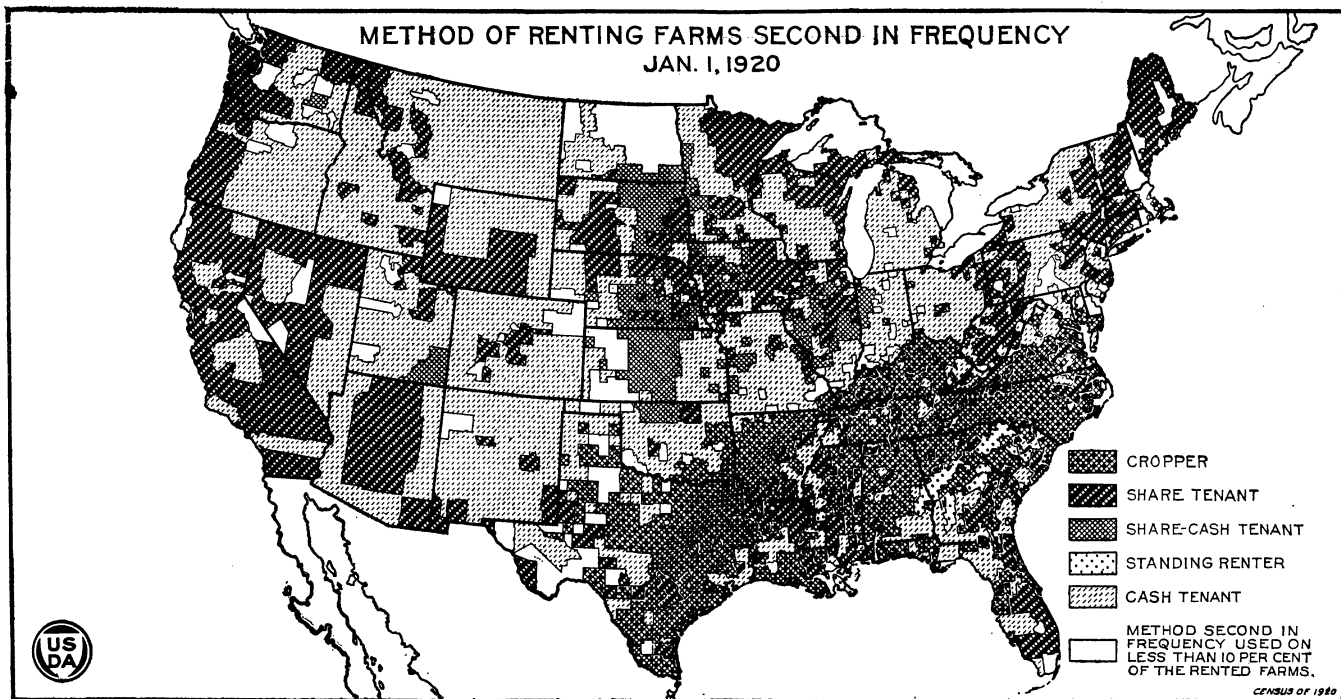 METHOD OF RENTING FARMS SECOND IN FREQUENCY
JAN. 1, 1920
CROPPER
SHARE TENANT
SHARE-CASH TENANT
STANDING RENTER
CASH TENANT
METHOD SECOND IN
FREQUENCY USED ON
LESS THAN 10 PER CENT
OF THE RENTED FARMS.
US
DA
CENSUS OF 1920